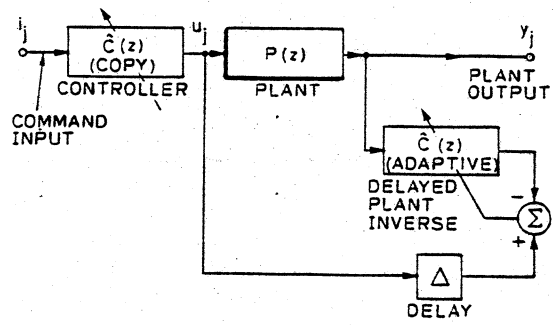 i_j
Ĉ(z)
(COPY)
CONTROLLER
COMMAND
INPUT
u_j
P(z)
PLANT
y_j
PLANT
OUTPUT
Ĉ(z)
(ADAPTIVE)
DELAYED
PLANT
INVERSE
−
Σ
+
Δ
DELAY